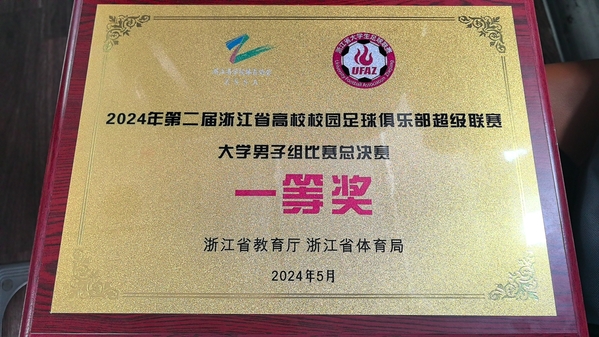 UFAZ
2024年第二届浙江省高校校园足球俱乐部超级联赛
大学男子组比赛总决赛
一等奖
浙江省教育厅 浙江省体育局
2024年5月